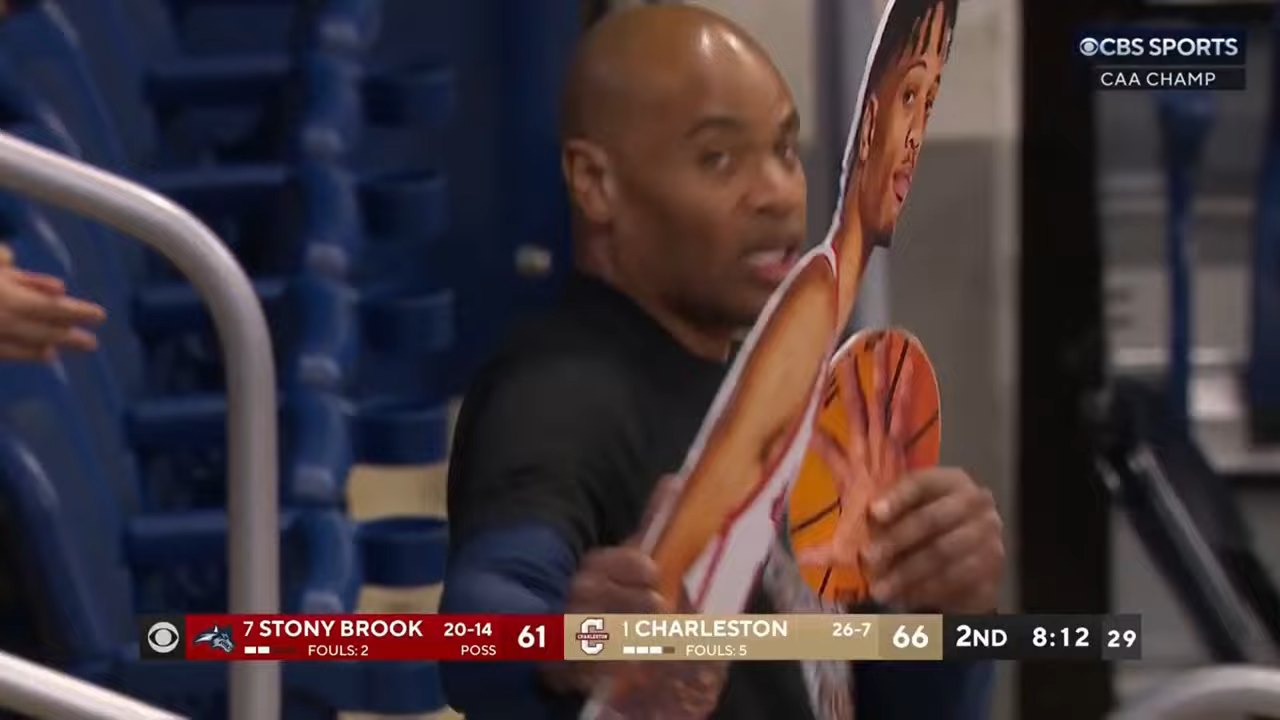 CBS SPORTS
CAA CHAMP
7 STONY BROOK 20-14 61
FOULS: 2 POSS
CHARLESTON
1 CHARLESTON 26-7 66
FOULS: 5
2ND 8:12 29